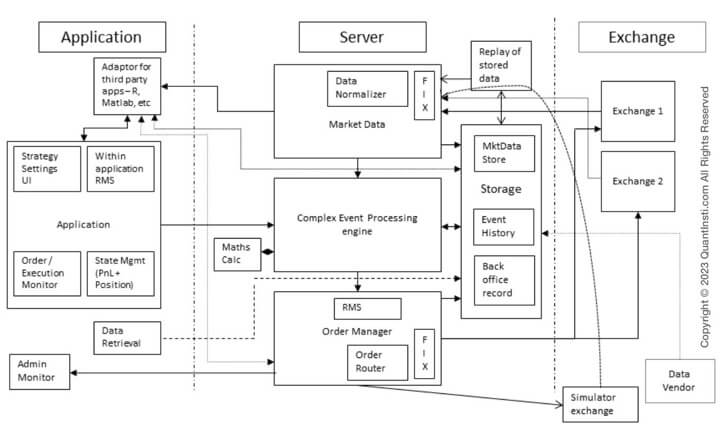 Application
Server
Exchange
Adaptor for
third party
apps – R,
Matlab, etc
Data
Normalizer
F
I
X
Market Data
Replay of
stored
data
Exchange 1
Exchange 2
Strategy
Settings
UI
Within
application
RMS
Application
Order /
Execution
Monitor
State Mgmt
(PnL +
Position)
MktData
Store
Storage
Event
History
Back
office
record
Complex Event Processing
engine
Maths
Calc
Data
Retrieval
Admin
Monitor
RMS
Order Manager
Order
Router
F
I
X
Simulator
exchange
Data
Vendor
Copyright © 2023 QuantInsti.com All Rights Reserved